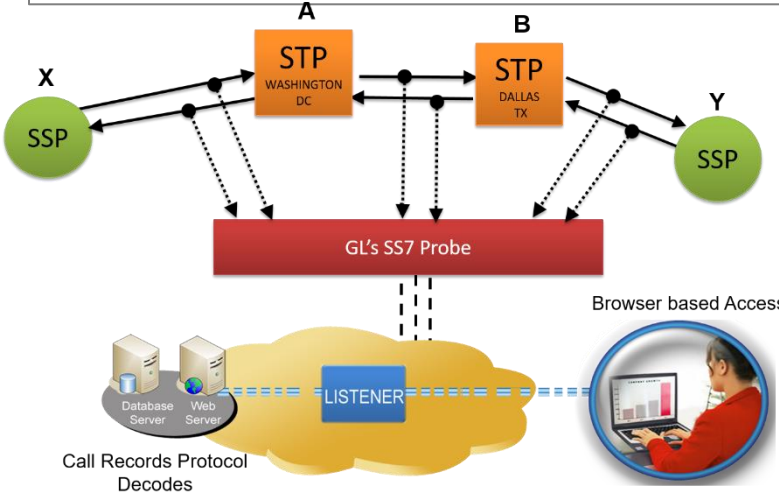 A
B
X
STP
WASHINGTON
DC
STP
DALLAS
TX
Y
SSP
SSP
GL's SS7 Probe
Browser based Access
LISTENER
Database
Server
Web
Server
Call Records Protocol
Decodes